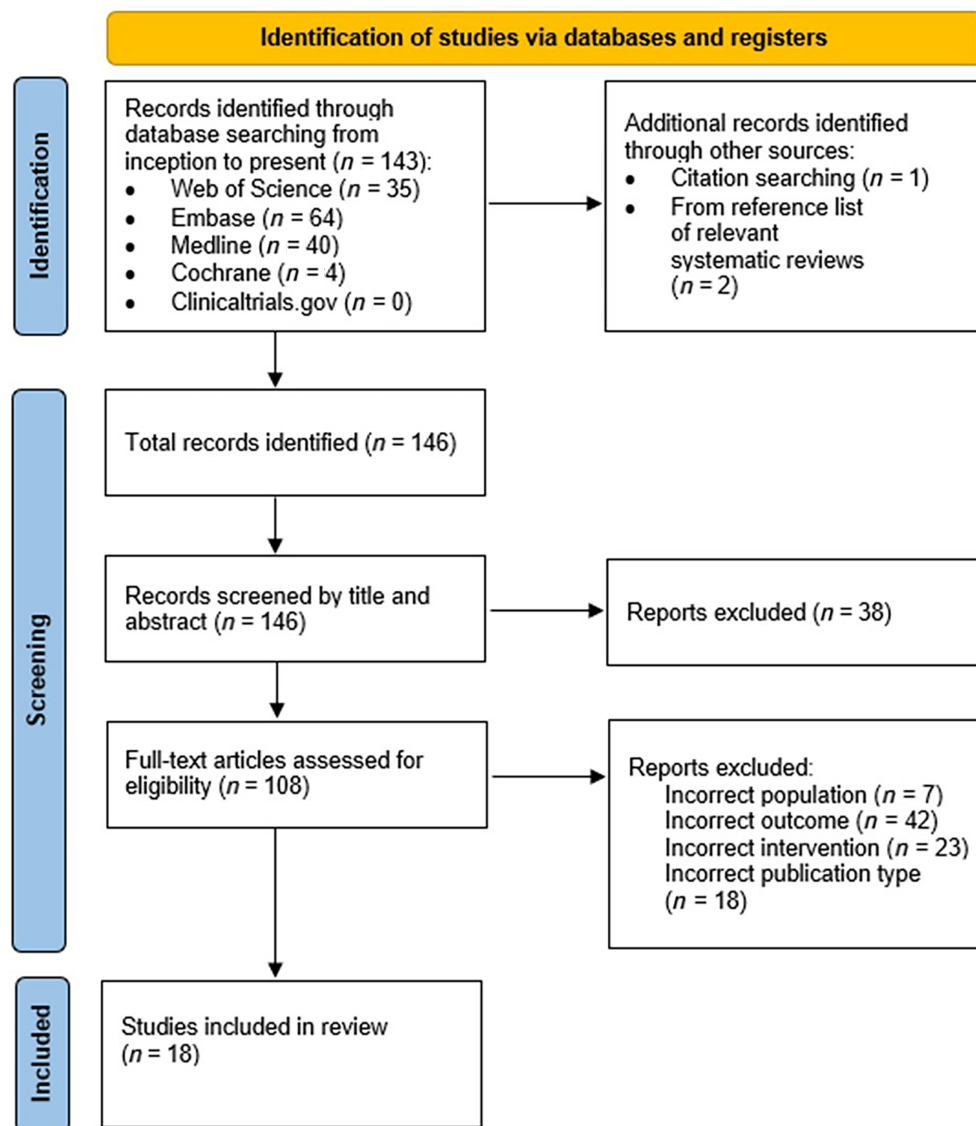 Identification of studies via databases and registers
Identification
Records identified through
database searching from
inception to present (n = 143):
• Web of Science (n = 35)
• Embase (n = 64)
• Medline (n = 40)
• Cochrane (n = 4)
• Clinicaltrials.gov (n = 0)
Additional records identified
through other sources:
• Citation searching (n = 1)
• From reference list
of relevant
systematic reviews
(n = 2)
Screening
Total records identified (n = 146)
Records screened by title and
abstract (n = 146)
Reports excluded (n = 38)
Full-text articles assessed for
eligibility (n = 108)
Reports excluded:
Incorrect population (n = 7)
Incorrect outcome (n = 42)
Incorrect intervention (n = 23)
Incorrect publication type
(n = 18)
Included
Studies included in review
(n = 18)